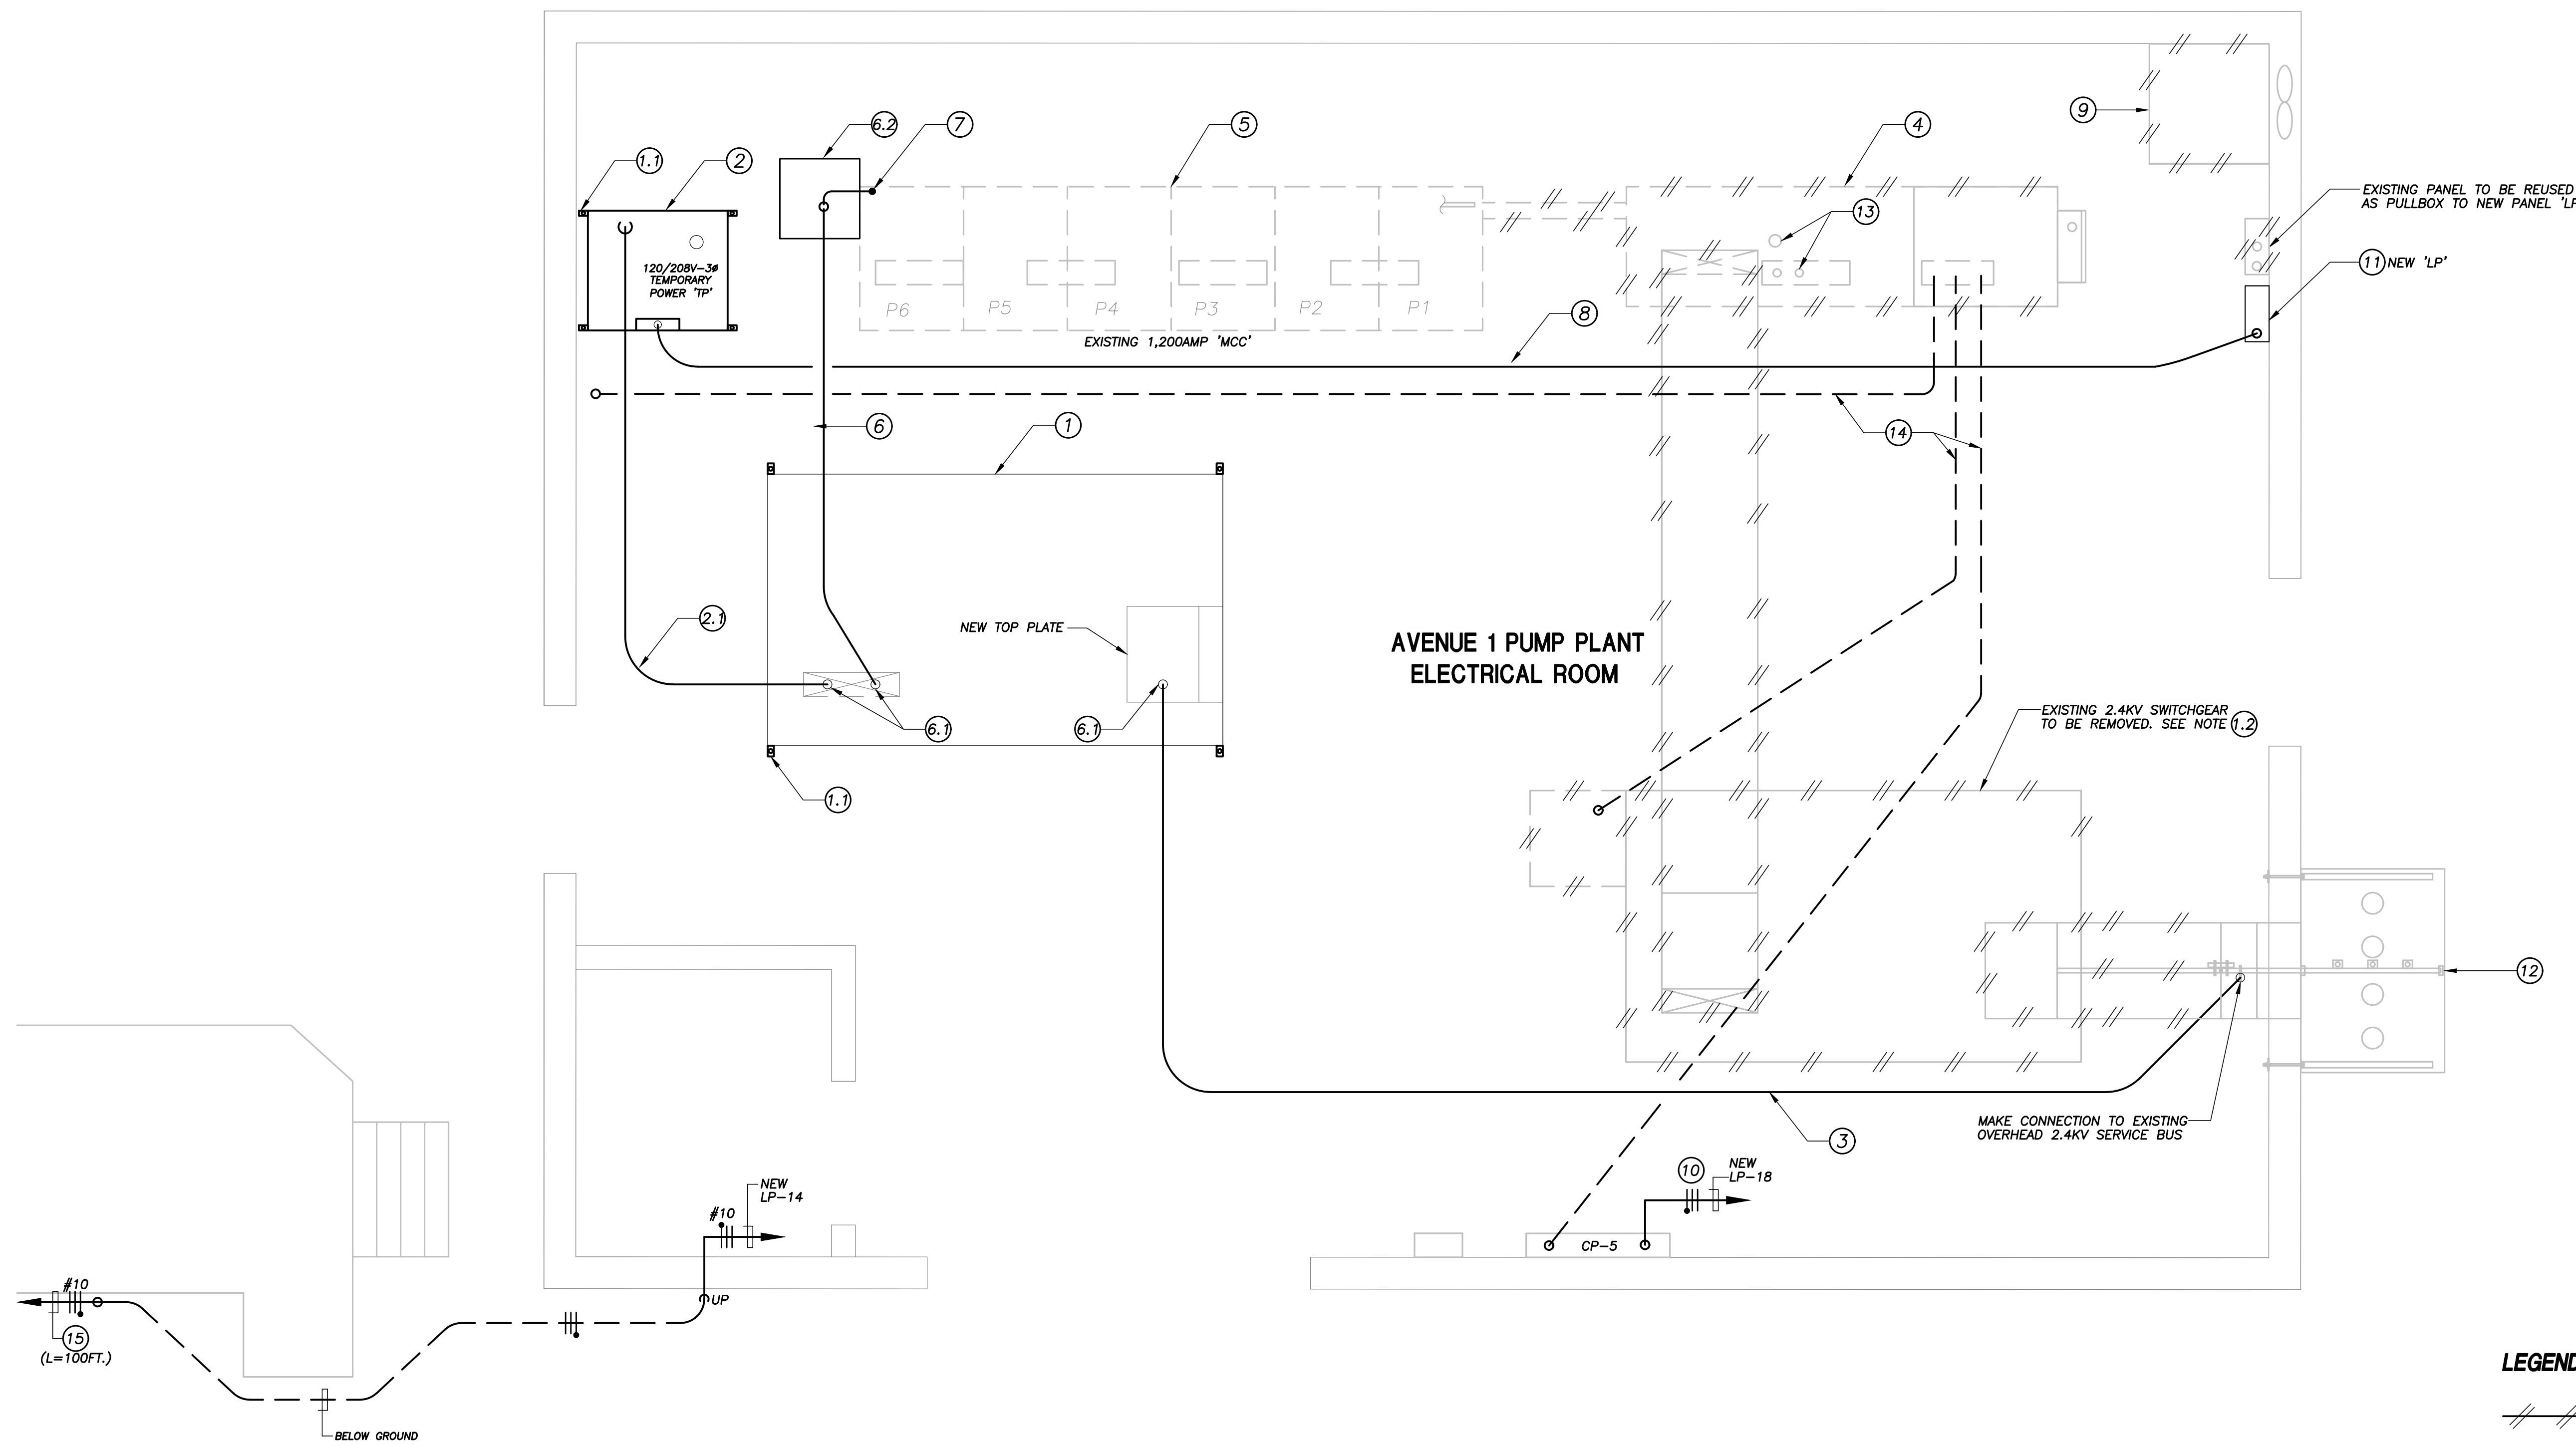 6.2
7
5
4
9
1.1
2
EXISTING PANEL TO BE REUSED
AS PULLBOX TO NEW PANEL 'LP
13
120/208V-3ø
TEMPORARY
POWER 'TP'
11 NEW 'LP'
P6
P5
P4
P3
P2
P1
8
EXISTING 1,200AMP 'MCC'
6
1
14
2.1
NEW TOP PLATE
AVENUE 1 PUMP PLANT
ELECTRICAL ROOM
EXISTING 2.4KV SWITCHGEAR
TO BE REMOVED. SEE NOTE 1.2
6.1
6.1
1.1
12
MAKE CONNECTION TO EXISTING
OVERHEAD 2.4KV SERVICE BUS
3
10
NEW
LP-18
NEW
LP-14
#10
CP-5
#10
UP
15
(L=100FT.)
BELOW GROUND
LEGEND